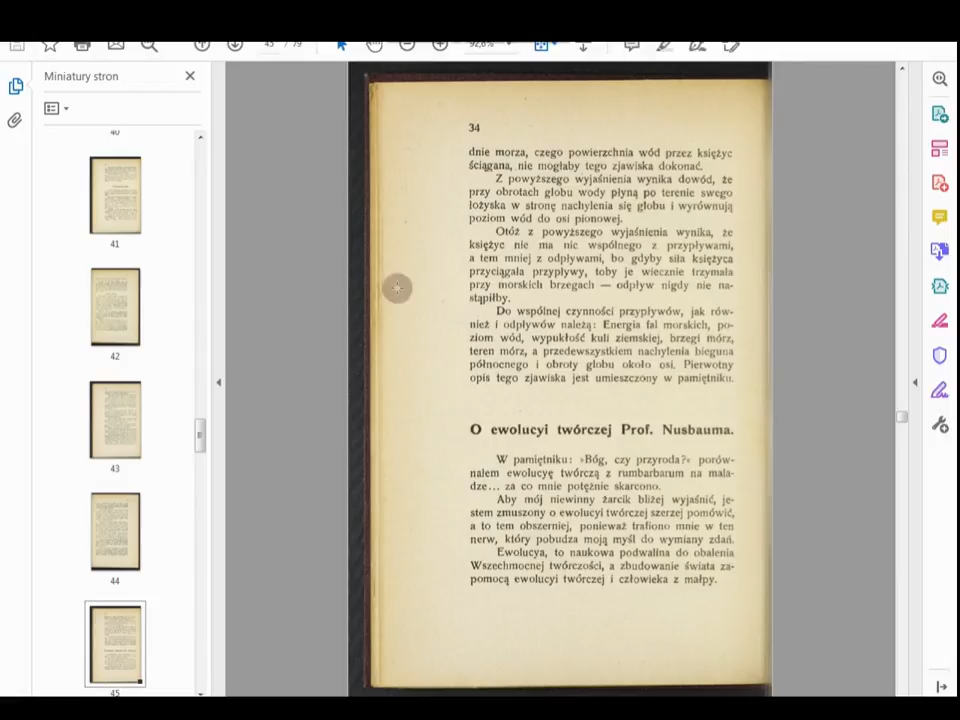 45 / 79
92,6%
Miniatury stron
40
41
42
43
44
45
34
dnie morza, czego powierzchnia wód przez księżyc
ściągana, nie mogłaby tego zjawiska dokonać.
Z powyższego wyjaśnienia wynika dowód, że
przy obrotach globu wody płyną po terenie swego
łożyska w stronę nachylenia się globu i wyrównują
poziom wód do osi pionowej.
Otóż z powyższego wyjaśnienia wynika, że
księżyc nie ma nic wspólnego z przypływami,
a tem mniej z odpływami, bo gdyby siła księżyca
przyciągała przypływy, toby je wiecznie trzymała
przy morskich brzegach — odpływ nigdy nie na-
stąpiłby.
Do wspólnej czynności przypływów, jak rów-
nież i odpływów należą: Energia fal morskich, po-
ziom wód, wypukłość kuli ziemskiej, brzegi mórz,
teren mórz, a przedewszystkiem nachylenia bieguna
północnego i obroty globu około osi. Pierwotny
opis tego zjawiska jest umieszczony w pamiętniku.
O ewolucyi twórczej Prof. Nusbauma.
W pamiętniku: »Bóg, czy przyroda?« porów-
nałem ewolucyę twórczą z rumbarbarum na mala-
dze... za co mnie potężnie skarcono.
Aby mój niewinny żarcik bliżej wyjaśnić, je-
stem zmuszony o ewolucyi twórczej szerzej pomówić,
a to tem obszerniej, ponieważ trafiono mnie w ten
nerw, który pobudza moją myśl do wymiany zdań.
Ewolucya, to naukowa podwalina do obalenia
Wszechmocnej twórczości, a zbudowanie świata za-
pomocą ewolucyi twórczej i człowieka z małpy.